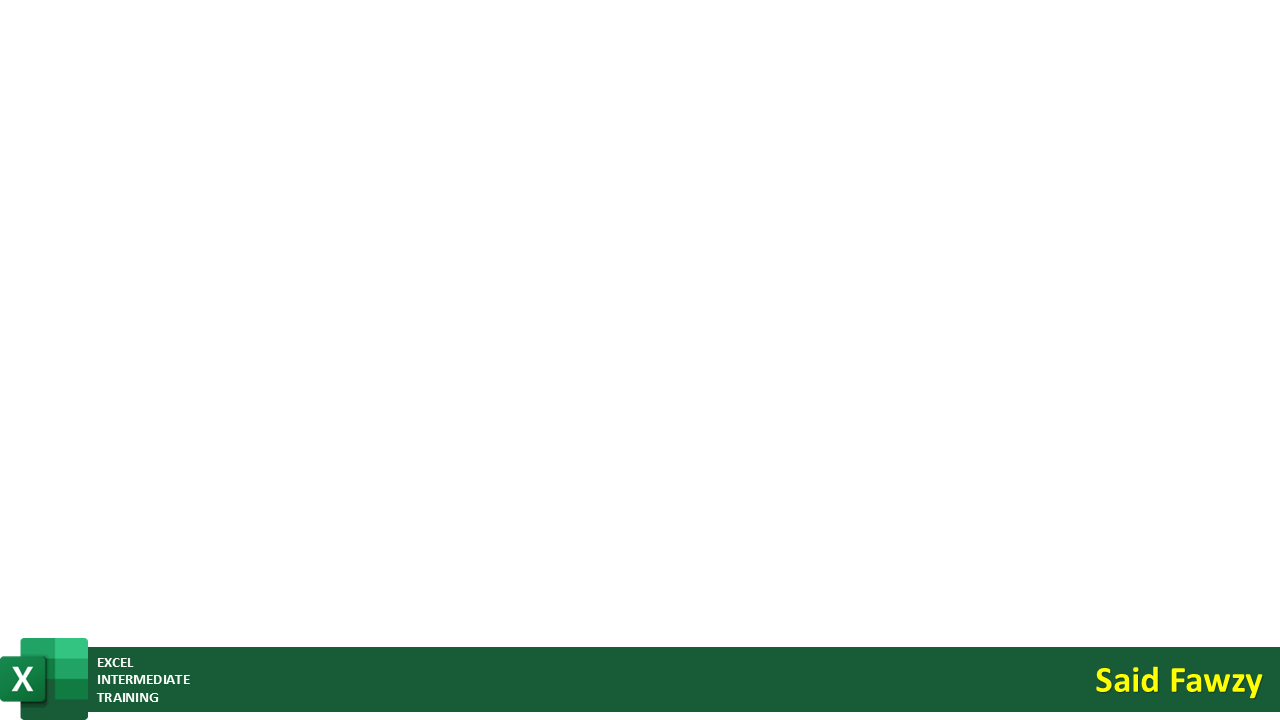 EXCEL
INTERMEDIATE
TRAINING
Said Fawzy
X